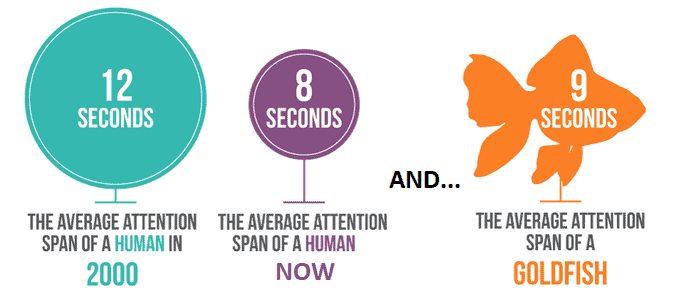 12
SECONDS
THE AVERAGE ATTENTION
SPAN OF A HUMAN IN
2000
8
SECONDS
THE AVERAGE ATTENTION
SPAN OF A HUMAN
NOW
AND...
9
SECONDS
THE AVERAGE ATTENTION
SPAN OF A
GOLDFISH